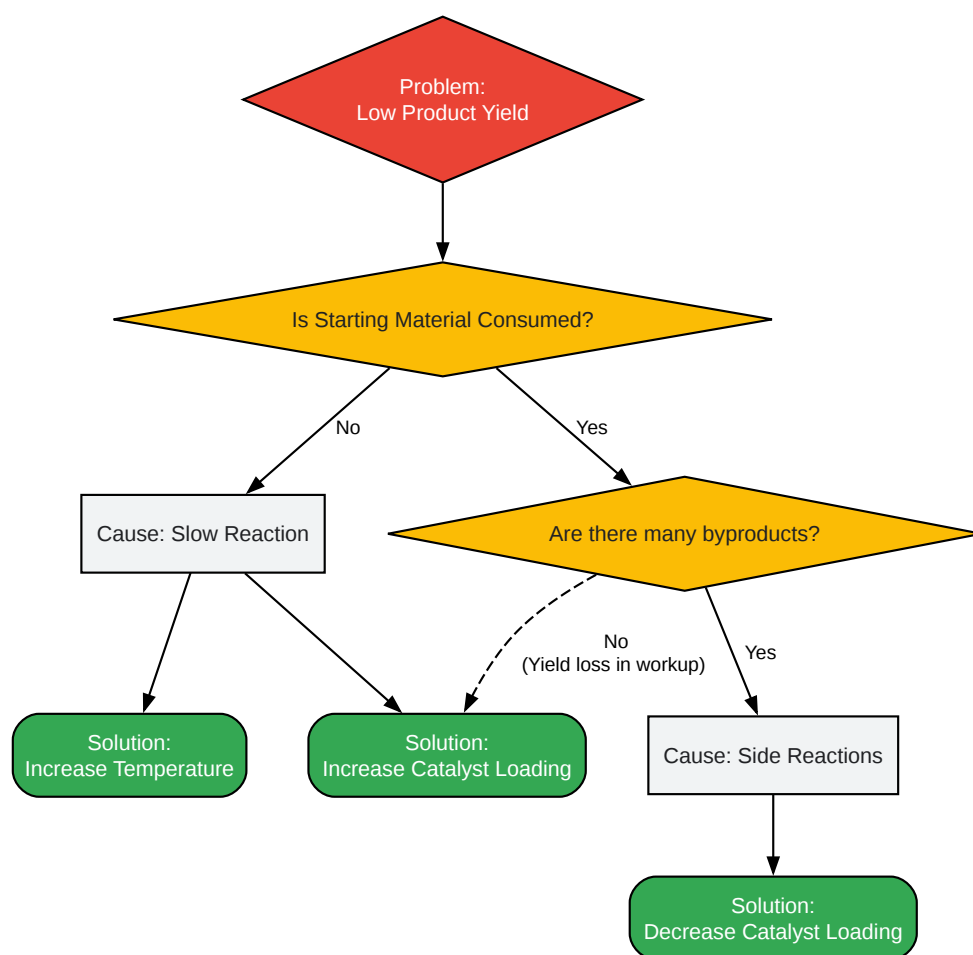 Problem:
Low Product Yield
Is Starting Material Consumed?
No
Yes
Cause: Slow Reaction
Are there many byproducts?
No
(Yield loss in workup)
Yes
Solution:
Increase Temperature
Solution:
Increase Catalyst Loading
Cause: Side Reactions
Solution:
Decrease Catalyst Loading